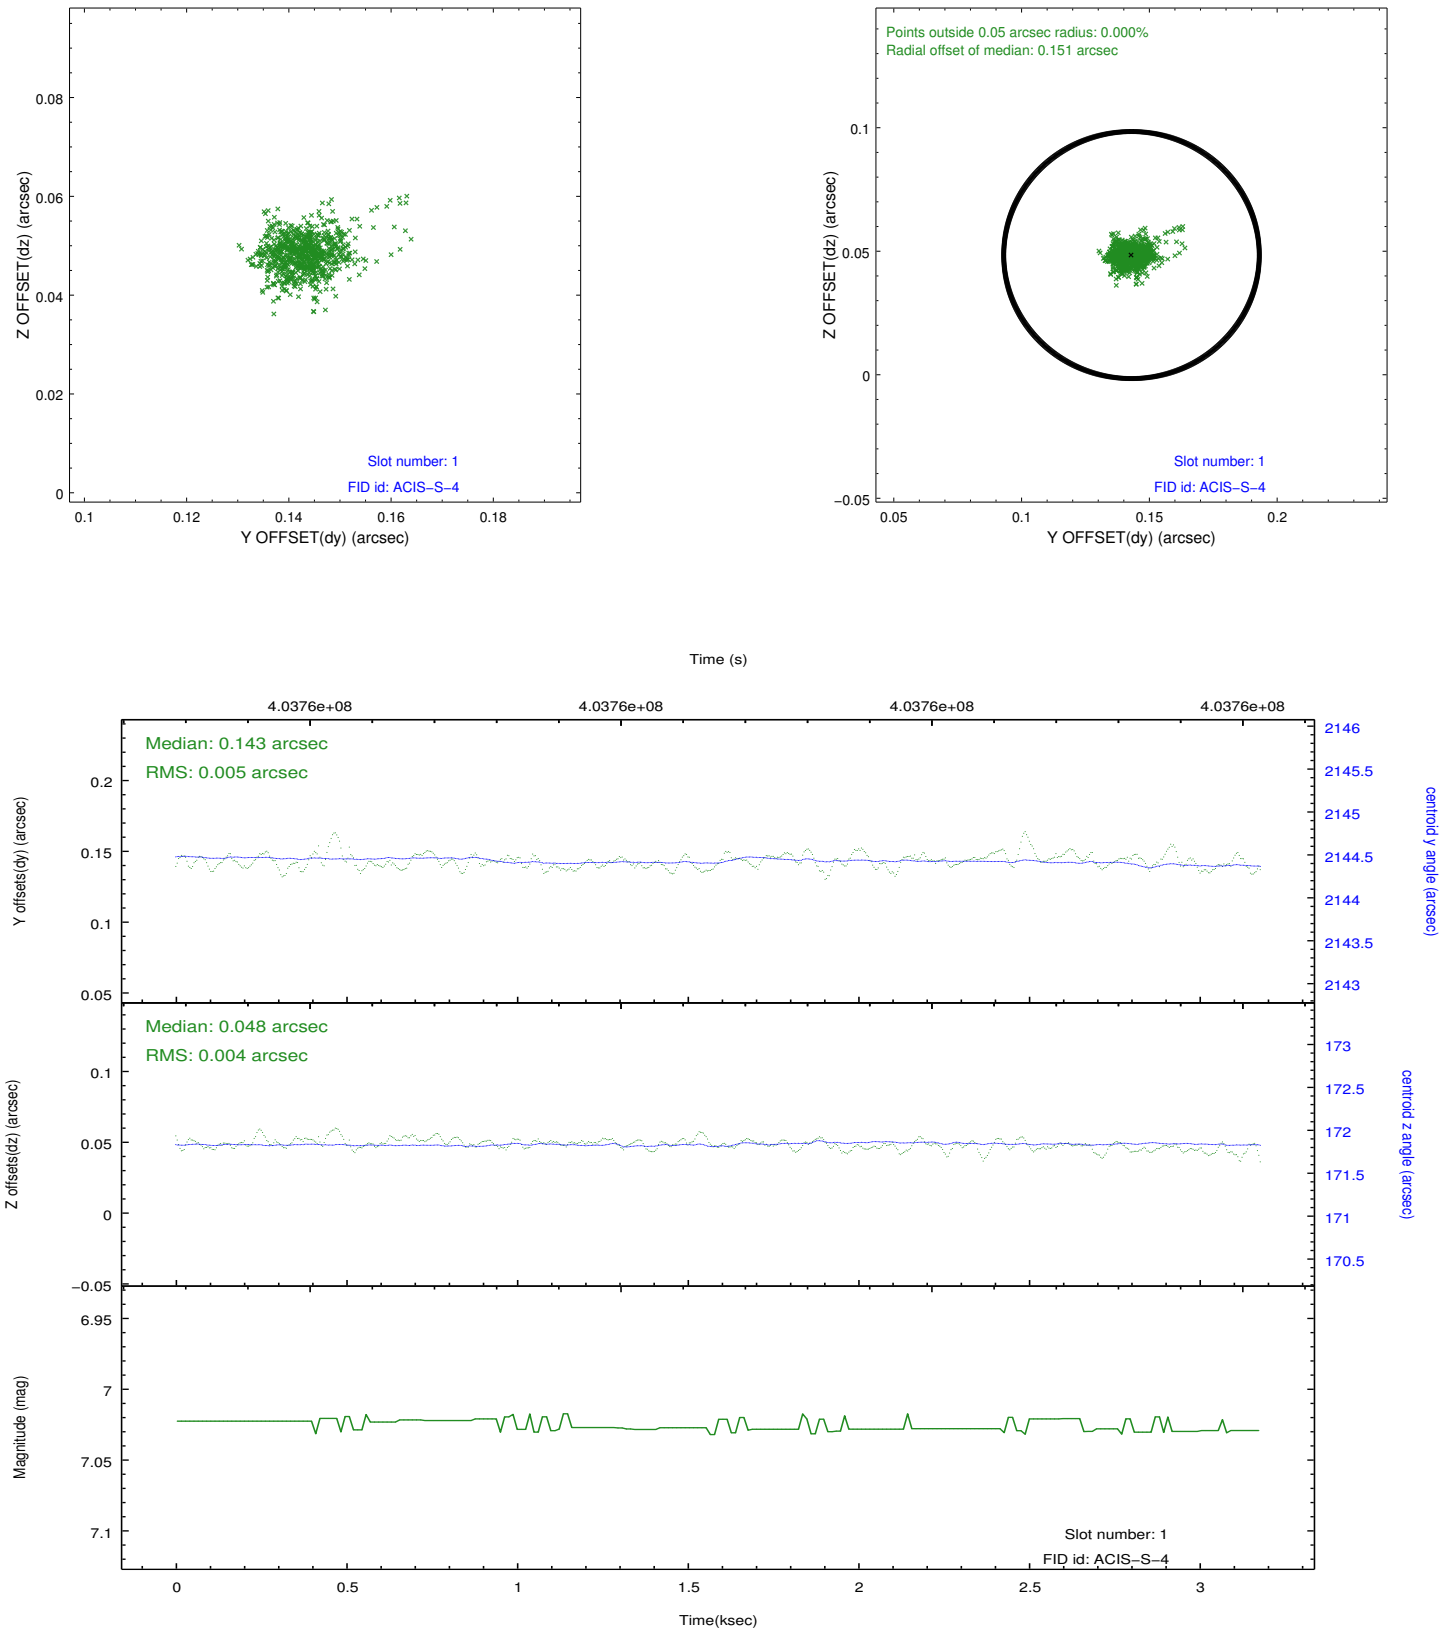 0.08
0.06
0.04
0.02
0
Z OFFSET(dz) (arcsec)
Slot number: 1
FID id: ACIS−S−4
0.1 0.12 0.14 0.16 0.18
Y OFFSET(dy) (arcsec)
Points outside 0.05 arcsec radius: 0.000%
Radial offset of median: 0.151 arcsec
0.1
0.05
0
−0.05
Z OFFSET(dz) (arcsec)
Slot number: 1
FID id: ACIS−S−4
0.05 0.1 0.15 0.2
Y OFFSET(dy) (arcsec)
Time (s)
4.0376e+08 4.0376e+08 4.0376e+08 4.0376e+08
Median: 0.143 arcsec
RMS: 0.005 arcsec
0.2
0.15
0.1
0.05
Y offsets(dy) (arcsec)
2146
2145.5
2145
2144.5
2144
2143.5
2143
centroid y angle (arcsec)
Median: 0.048 arcsec
RMS: 0.004 arcsec
0.1
0.05
0
−0.05
Z offsets(dz) (arcsec)
173
172.5
172
171.5
171
170.5
centroid z angle (arcsec)
6.95
7
7.05
7.1
Magnitude (mag)
Slot number: 1
FID id: ACIS−S−4
0 0.5 1 1.5 2 2.5 3
Time(ksec)